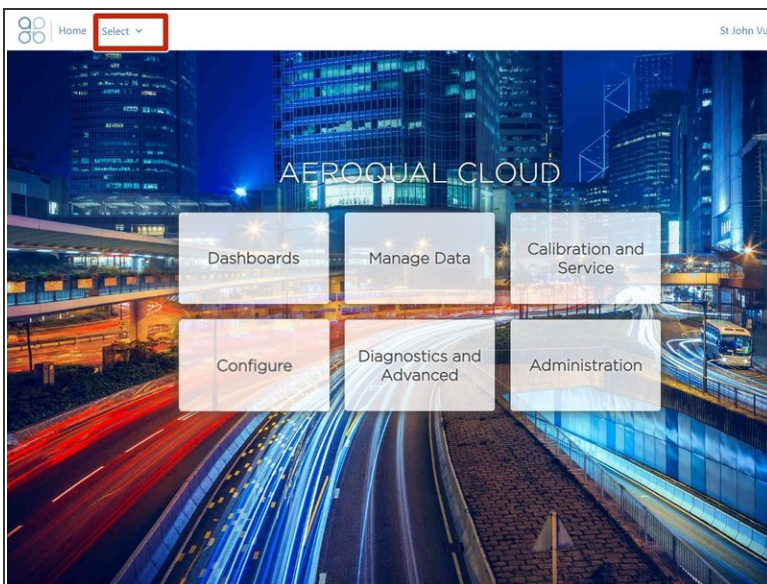 Home Select
St John Vu
AEROQUAL CLOUD
Dashboards
Manage Data
Calibration and
Service
Configure
Diagnostics and
Advanced
Administration